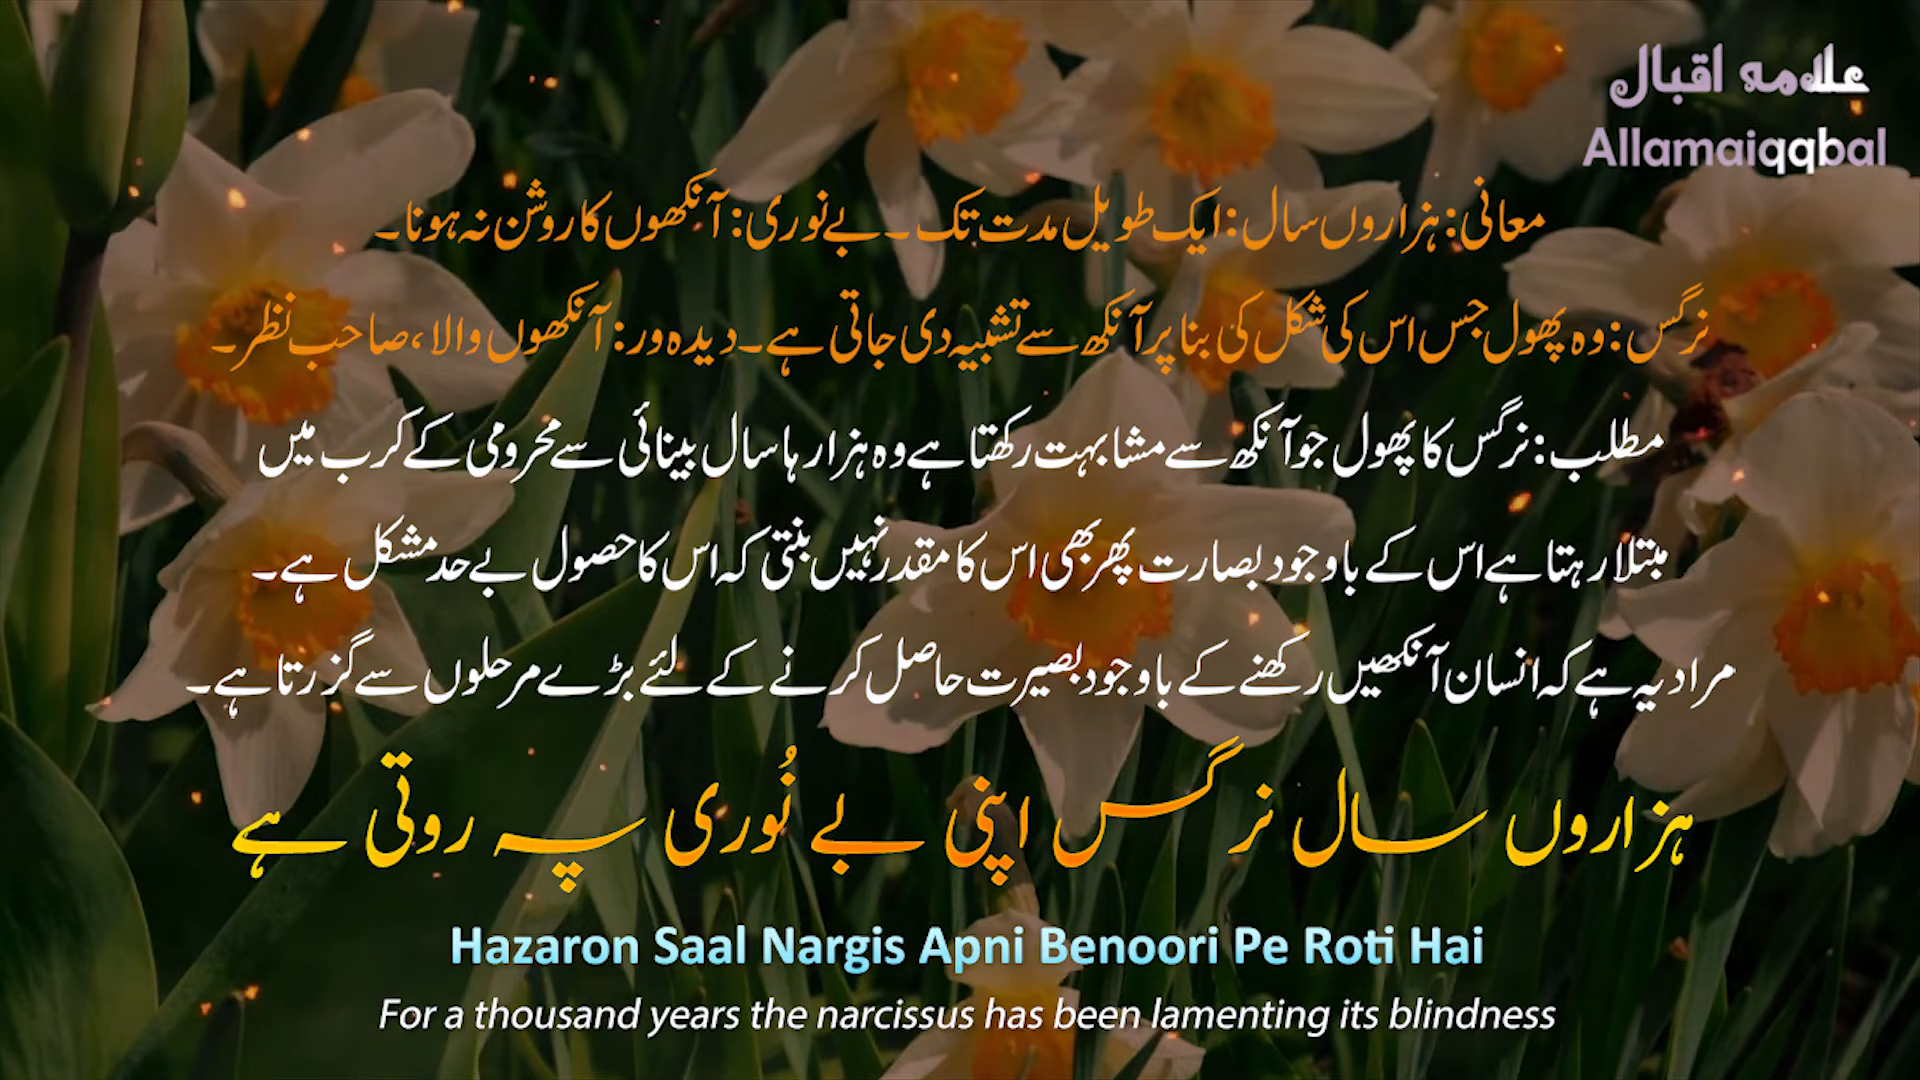 علامہ اقبال
Allamaiqqbal
معانی: ہزاروں سال: ایک طویل مدت تک۔ بے نوری: آنکھوں کا روشن نہ ہونا۔
نرگس: وہ پھول جس اس کی شکل کی بنا پر آنکھ سے تشبیہ دی جاتی ہے۔ دیدہ ور: آنکھوں والا، صاحب نظر۔
مطلب: نرگس کا پھول جو آنکھ سے مشابہت رکھتا ہے وہ ہزار ہا سال بینائی سے محرومی کے کرب میں
مبتلا رہتا ہے اس کے باوجود بصارت پھر بھی اس کا مقدر نہیں بنتی کہ اس کا حصول بے حد مشکل ہے۔
مراد یہ ہے کہ انسان آنکھیں رکھنے کے باوجود بصیرت حاصل کرنے کے لئے بڑے مرحلوں سے گزرتا ہے۔
ہزاروں سال نرگس اپنی بے نُوری پہ روتی ہے
Hazaron Saal Nargis Apni Benoori Pe Roti Hai
For a thousand years the narcissus has been lamenting its blindness